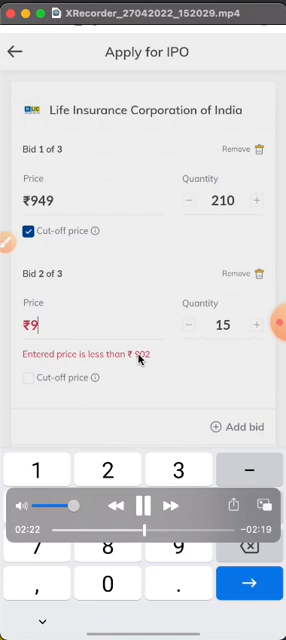 XRecorder_27042022_152029.mp4
Apply for IPO
LIC
Life Insurance Corporation of India
Bid 1 of 3
Remove
Price
Quantity
₹949
− 210 +
Cut-off price
Bid 2 of 3
Remove
Price
Quantity
₹9
− 15 +
Entered price is less than ₹ 902
Cut-off price
Add bid
1 2 3 −
02:22
−02:19
7 8 9
, 0 .